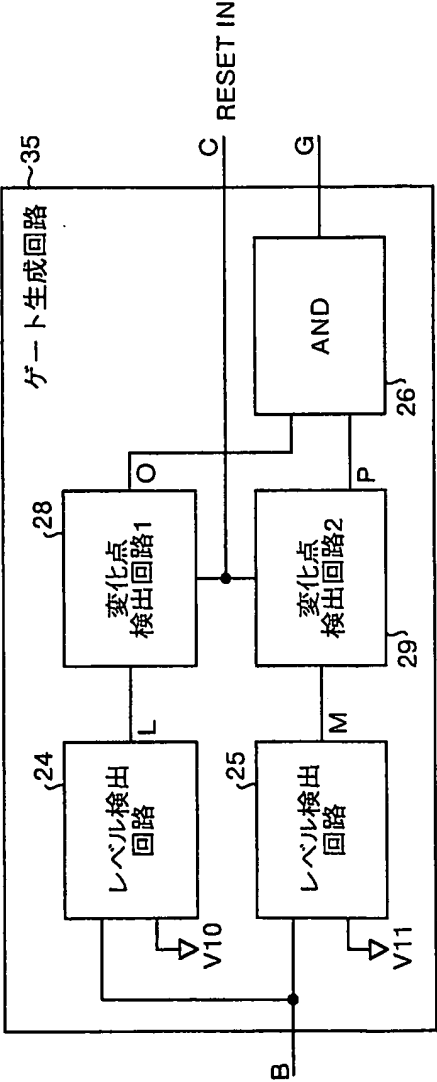 35
ゲート生成回路
C RESET IN
G
28
変化点
検出回路1
O
AND
26
P
変化点
検出回路2
29
24
レベル検出
回路
L
V10
25
レベル検出
回路
M
V11
B